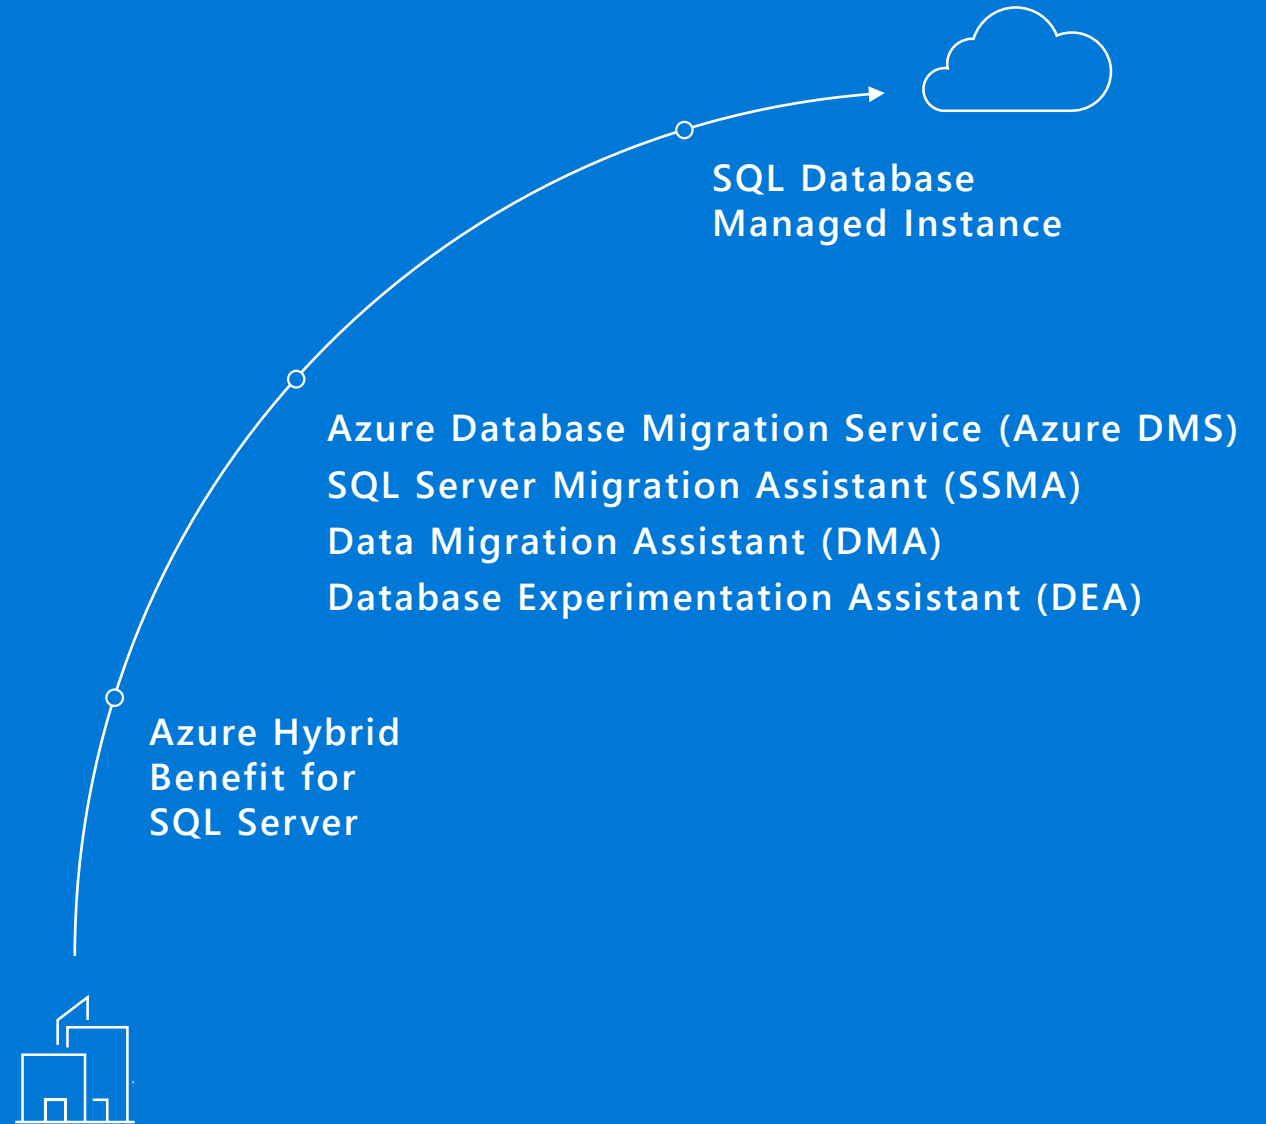 SQL Database
Managed Instance
Azure Database Migration Service (Azure DMS)
SQL Server Migration Assistant (SSMA)
Data Migration Assistant (DMA)
Database Experimentation Assistant (DEA)
Azure Hybrid
Benefit for
SQL Server